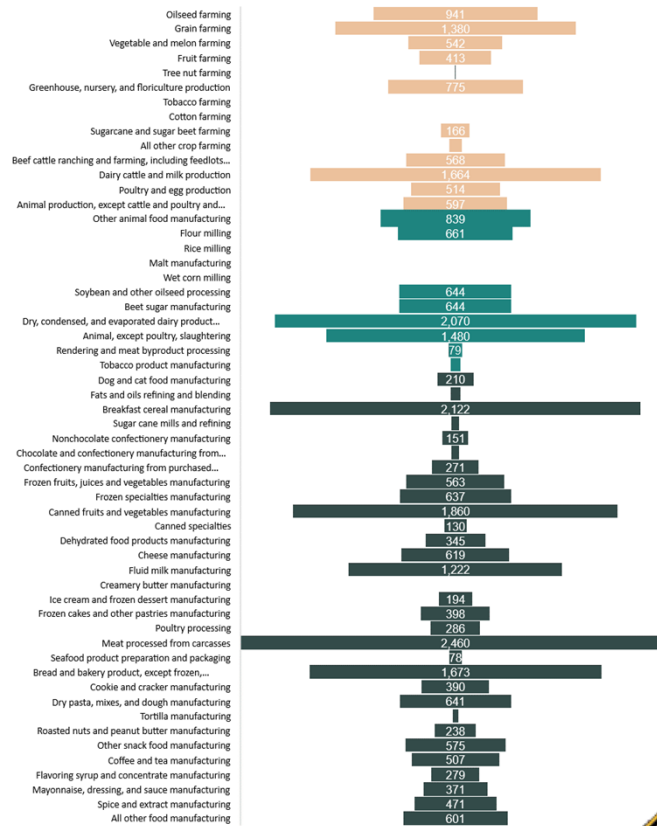 Oilseed farming 941
Grain farming 1,380
Vegetable and melon farming 542
Fruit farming 413
Tree nut farming
Greenhouse, nursery, and floriculture production 775
Tobacco farming
Cotton farming
Sugarcane and sugar beet farming 166
All other crop farming
Beef cattle ranching and farming, including feedlots... 568
Dairy cattle and milk production 1,664
Poultry and egg production 514
Animal production, except cattle and poultry and... 597
Other animal food manufacturing 839
Flour milling 661
Rice milling
Malt manufacturing
Wet corn milling
Soybean and other oilseed processing 644
Beet sugar manufacturing 644
Dry, condensed, and evaporated dairy product... 2,070
Animal, except poultry, slaughtering 1,480
Rendering and meat byproduct processing 79
Tobacco product manufacturing
Dog and cat food manufacturing 210
Fats and oils refining and blending
Breakfast cereal manufacturing 2,122
Sugar cane mills and refining
Nonchocolate confectionery manufacturing 151
Chocolate and confectionery manufacturing from...
Confectionery manufacturing from purchased... 271
Frozen fruits, juices and vegetables manufacturing 563
Frozen specialties manufacturing 637
Canned fruits and vegetables manufacturing 1,860
Canned specialties 130
Dehydrated food products manufacturing 345
Cheese manufacturing 619
Fluid milk manufacturing 1,222
Creamery butter manufacturing
Ice cream and frozen dessert manufacturing 194
Frozen cakes and other pastries manufacturing 398
Poultry processing 286
Meat processed from carcasses 2,460
Seafood product preparation and packaging 78
Bread and bakery product, except frozen,... 1,673
Cookie and cracker manufacturing 390
Dry pasta, mixes, and dough manufacturing 641
Tortilla manufacturing
Roasted nuts and peanut butter manufacturing 238
Other snack food manufacturing 575
Coffee and tea manufacturing 507
Flavoring syrup and concentrate manufacturing 279
Mayonnaise, dressing, and sauce manufacturing 371
Spice and extract manufacturing 471
All other food manufacturing 601